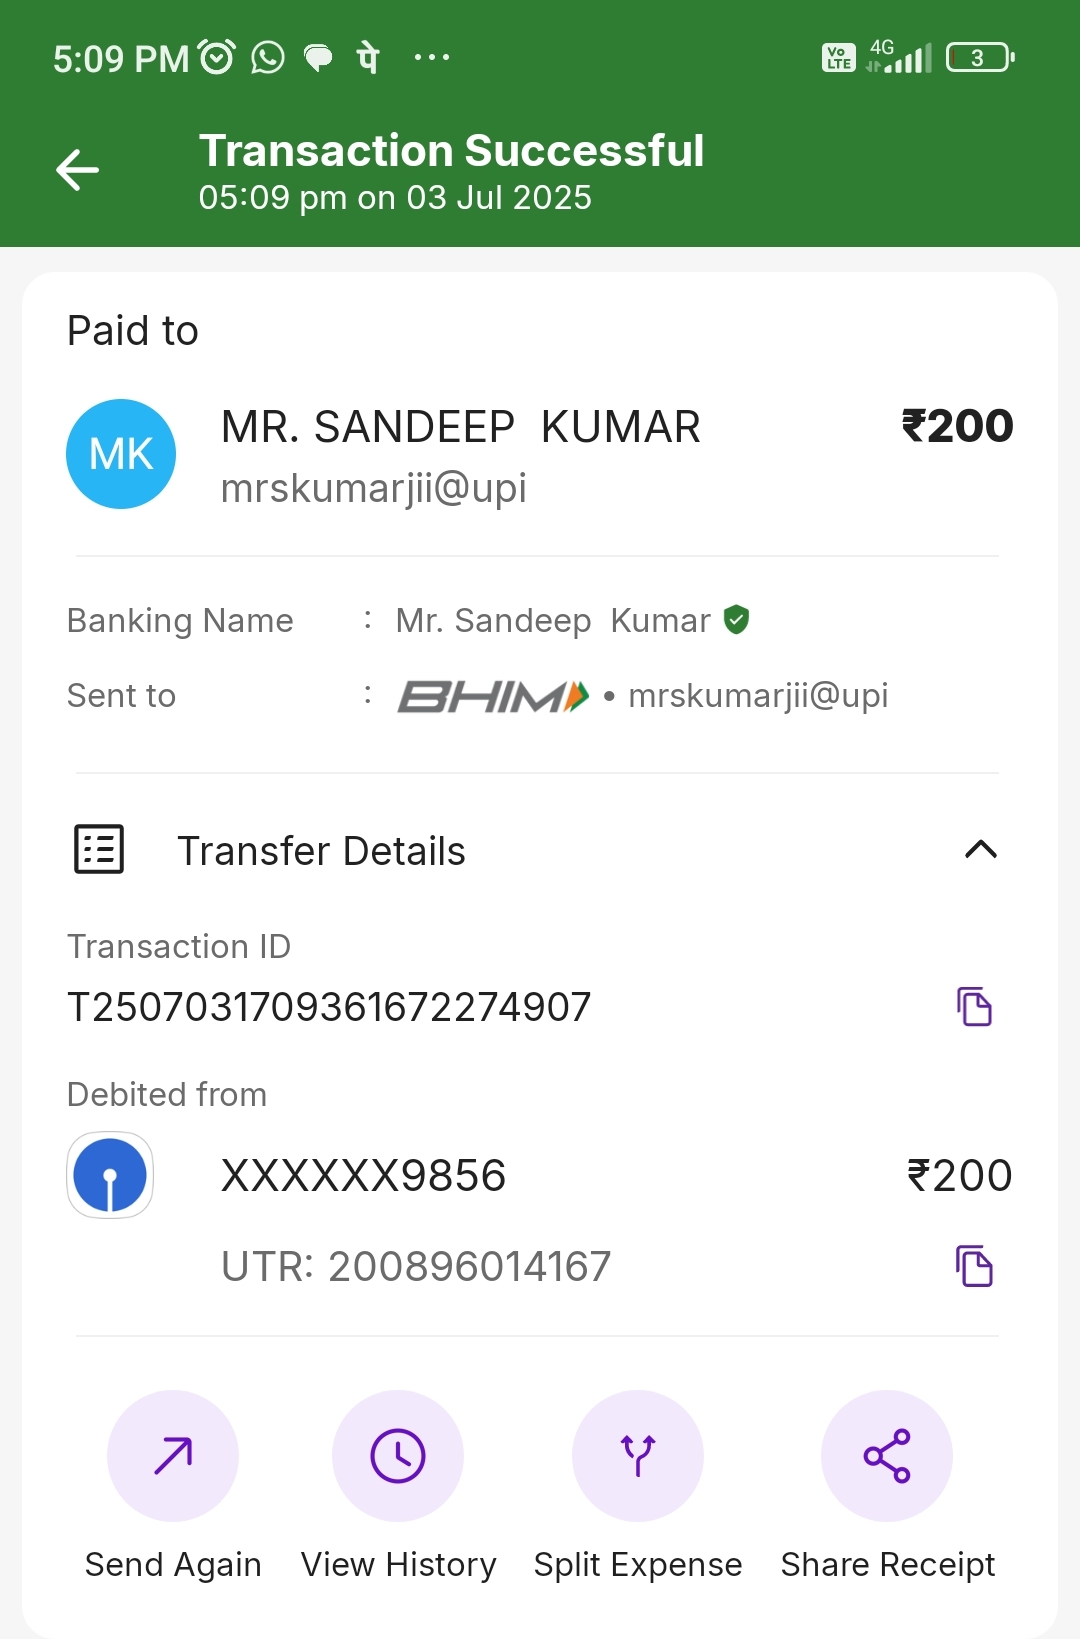 5:09 PM पे ... Vo LTE 4G 3
Transaction Successful
05:09 pm on 03 Jul 2025
Paid to
MK MR. SANDEEP KUMAR ₹200
mrskumarjii@upi
Banking Name : Mr. Sandeep Kumar
Sent to : BHIM • mrskumarjii@upi
Transfer Details
Transaction ID
T2507031709361672274907
Debited from
XXXXXX9856 ₹200
UTR: 200896014167
Send Again View History Split Expense Share Receipt